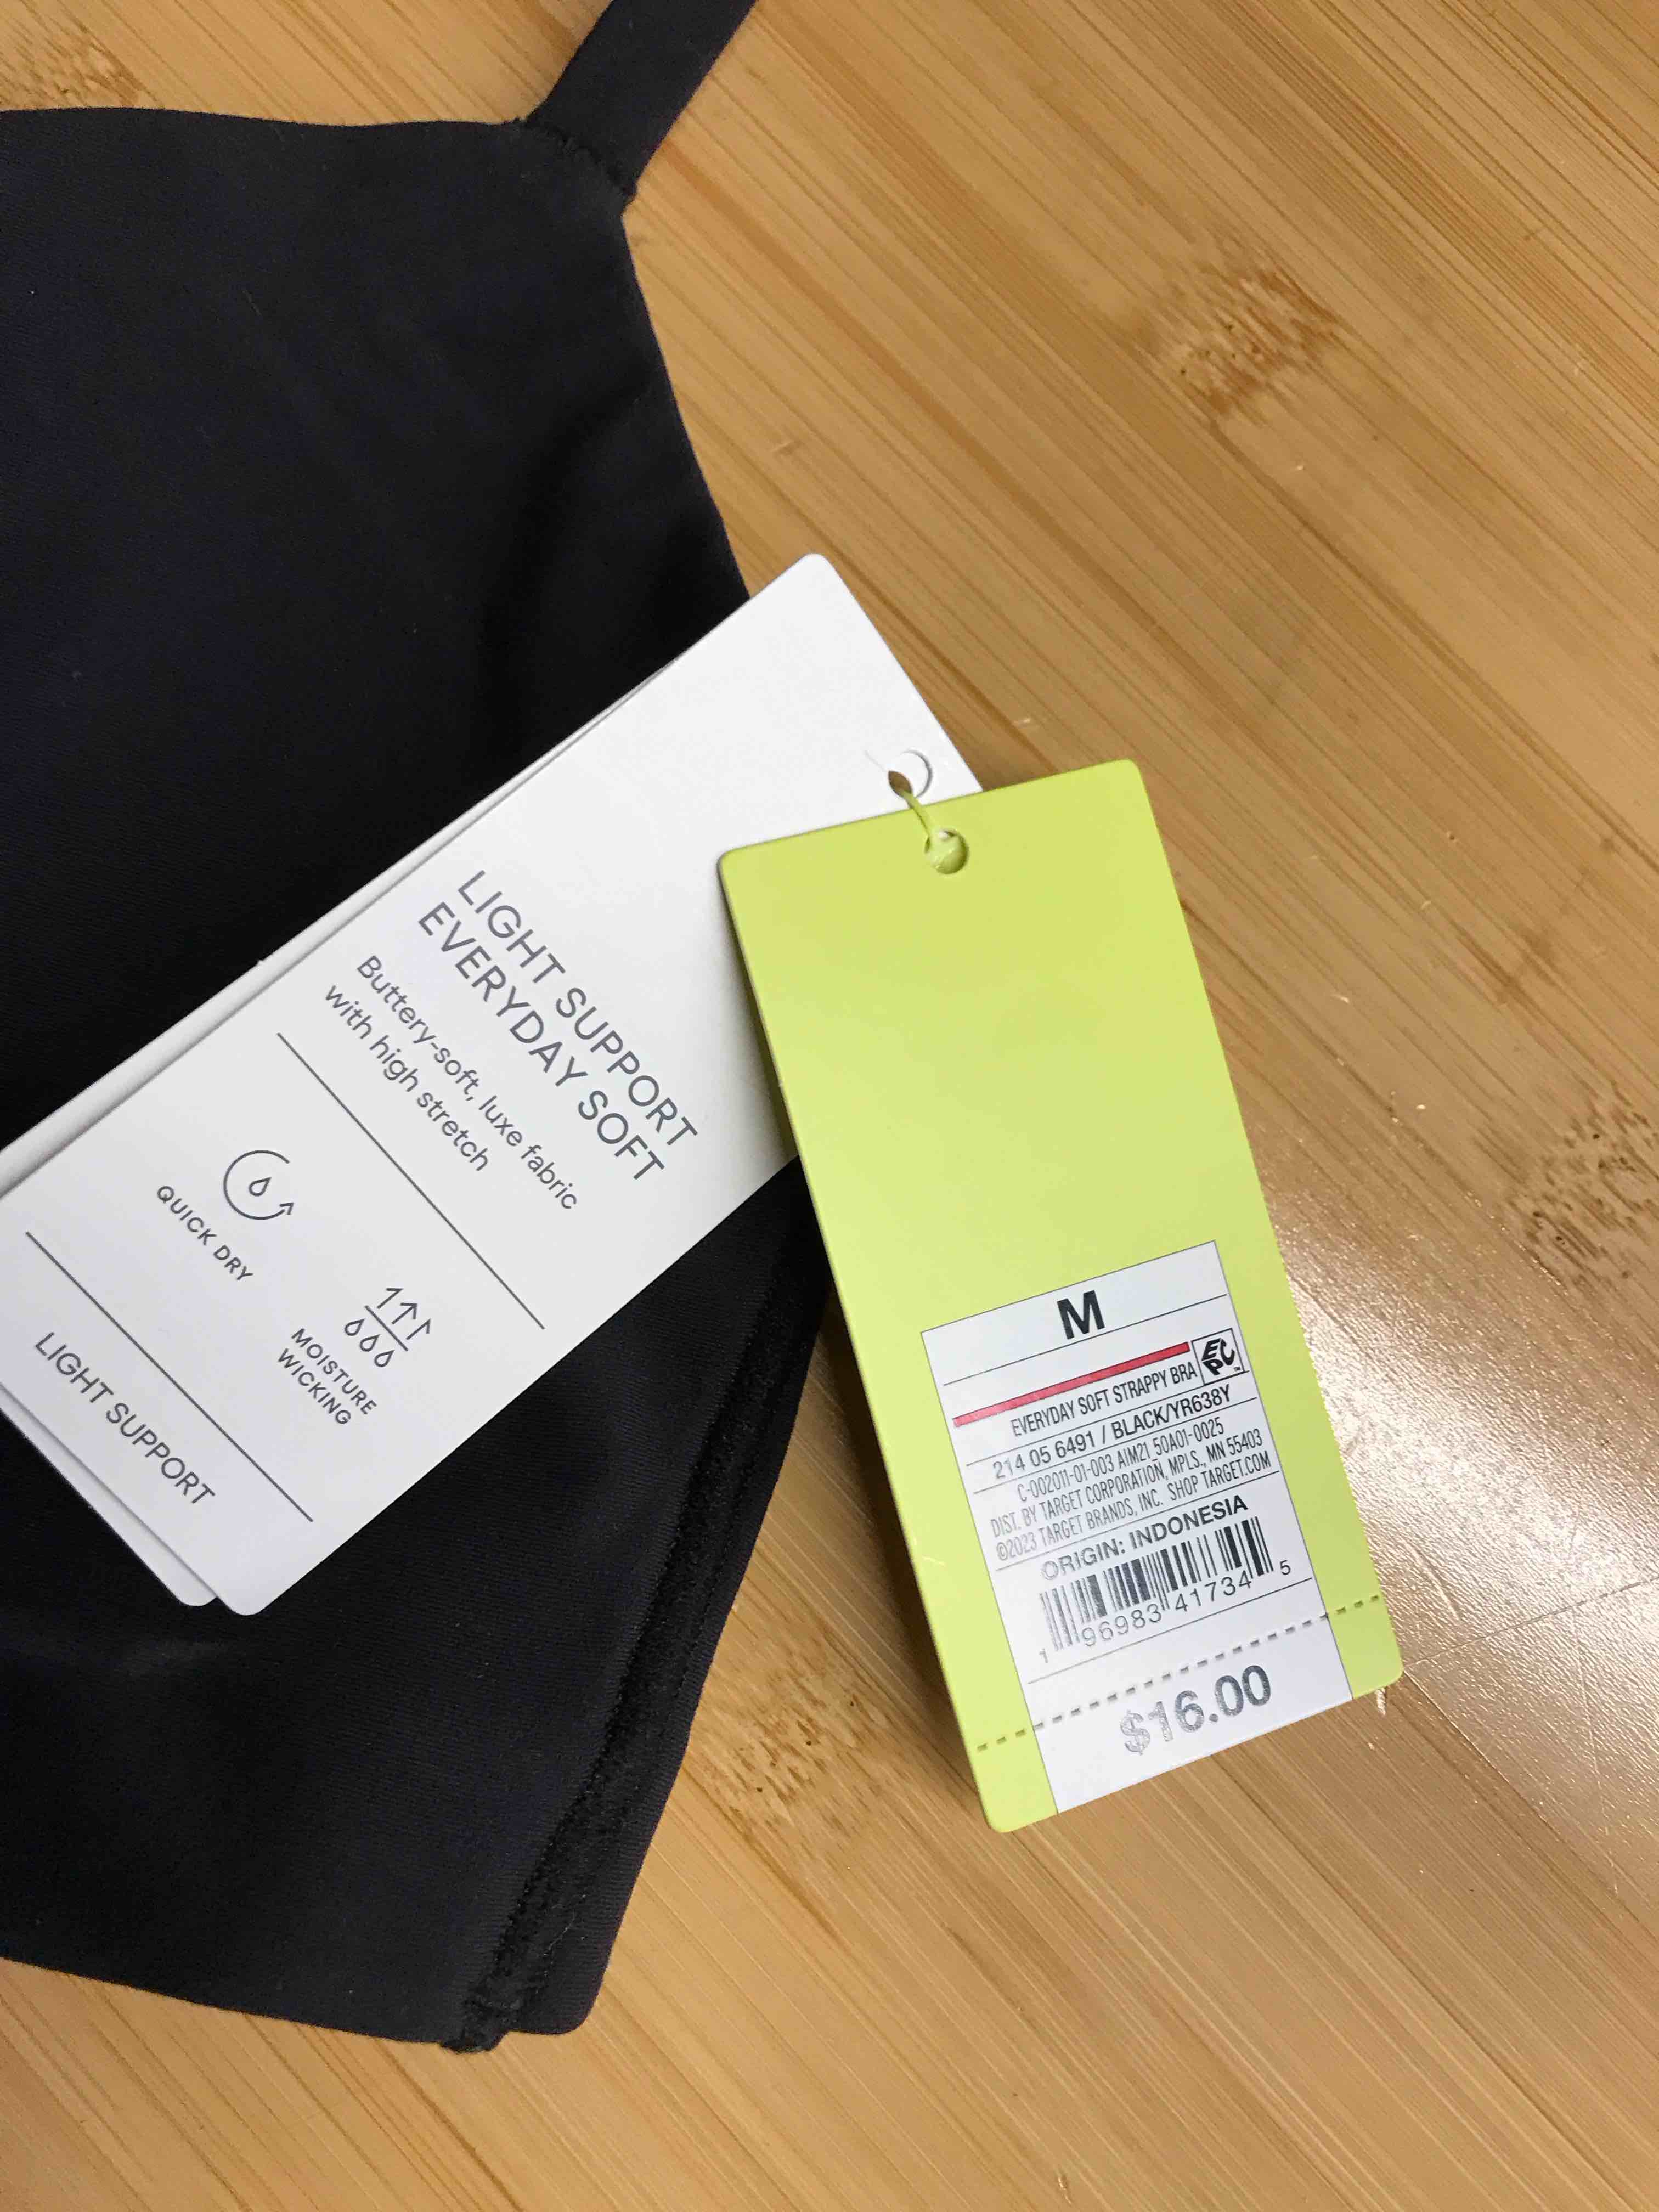 LIGHT SUPPORT
EVERYDAY SOFT
Buttery-soft, luxe fabric
with high stretch
QUICK DRY
MOISTURE
WICKING
LIGHT SUPPORT
M
EPC™
EVERYDAY SOFT STRAPPY BRA
214 05 6491 / BLACK/YR638Y
C-002011-01-003 AIM21_50A01-0025
DIST. BY TARGET CORPORATION, MPLS., MN 55403
©2023 TARGET BRANDS, INC. SHOP TARGET.COM
ORIGIN: INDONESIA
1 96983 41734 5
$16.00